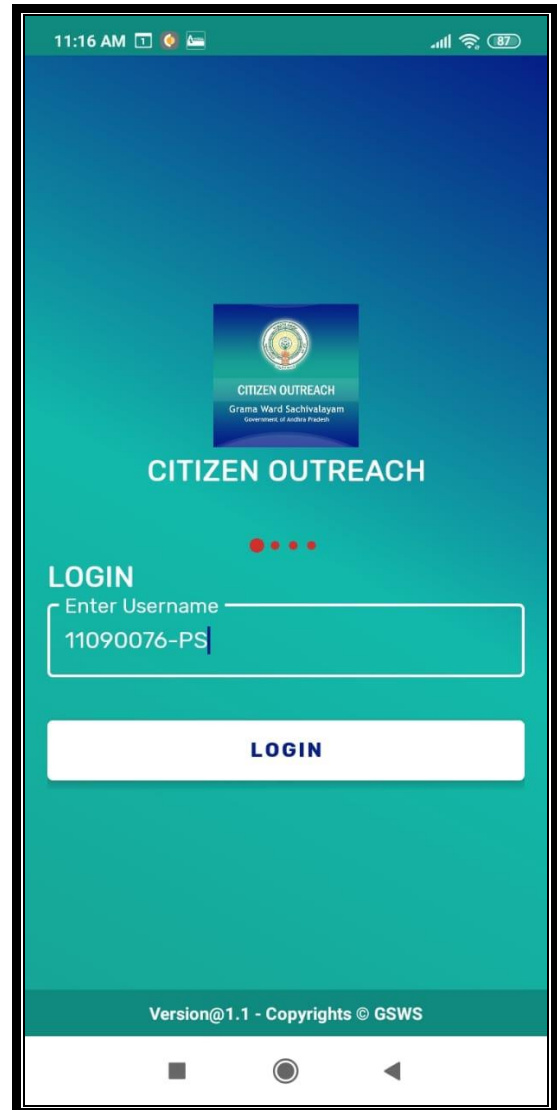 11:16 AM
87
CITIZEN OUTREACH
Grama Ward Sachivalayam
Government of Andhra Pradesh
CITIZEN OUTREACH
LOGIN
Enter Username
11090076-PS
LOGIN
Version@1.1 - Copyrights © GSWS